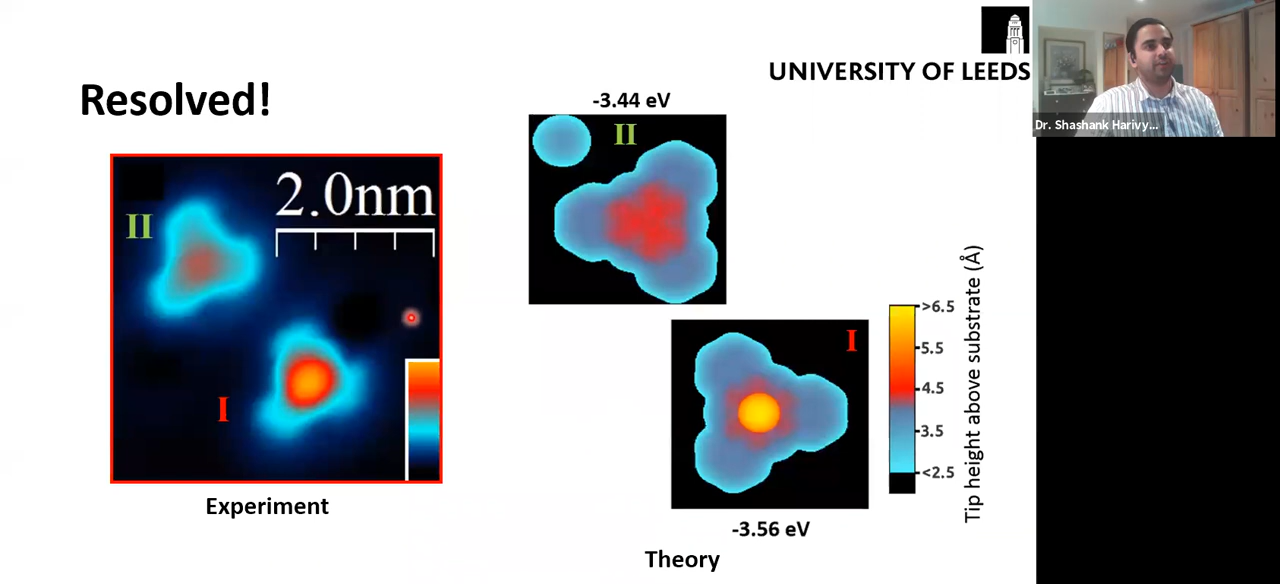 UNIVERSITY OF LEEDS
Dr. Shashank Harivy...
Resolved!
II
2.0nm
I
Experiment
-3.44 eV
II
I
-3.56 eV
Theory
>6.5
5.5
4.5
3.5
<2.5
Tip height above substrate (Å)